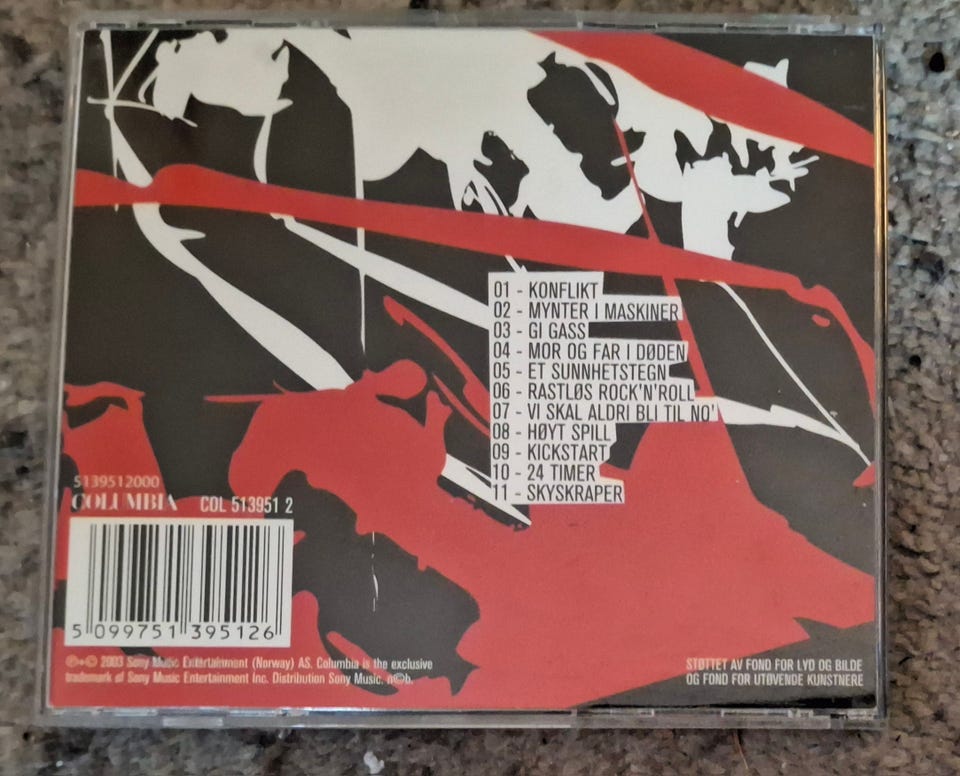 01 - KONFLIKT
02 - MYNTER I MASKINER
03 - GI GASS
04 - MOR OG FAR I DØDEN
05 - ET SUNNHETSTEGN
06 - RASTLØS ROCK'N'ROLL
07 - VI SKAL ALDRI BLI TIL NO'
08 - HØYT SPILL
09 - KICKSTART
10 - 24 TIMER
11 - SKYSKRAPER
5139512000
COLUMBIA COL 513951 2
5 099751 395126
℗+© 2003 Sony Music Entertainment (Norway) AS. Columbia is the exclusive
trademark of Sony Music Entertainment Inc. Distribution Sony Music. n©b.
STØTTET AV FOND FOR LYD OG BILDE
OG FOND FOR UTØVENDE KUNSTNERE